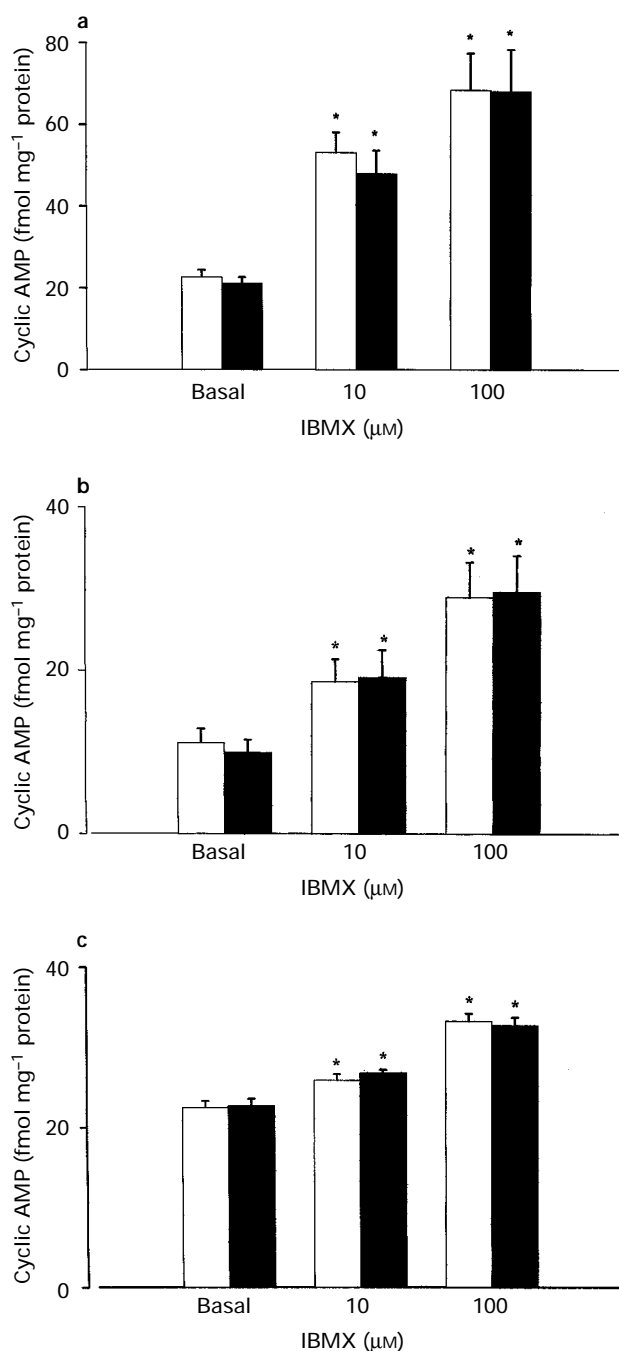 a
Cyclic AMP (fmol mg⁻¹ protein)
80
60
40
20
0
* * * *
Basal 10 100
IBMX (μM)
b
Cyclic AMP (fmol mg⁻¹ protein)
40
20
0
* * * *
Basal 10 100
IBMX (μM)
c
Cyclic AMP (fmol mg⁻¹ protein)
40
20
0
* * * *
Basal 10 100
IBMX (μM)